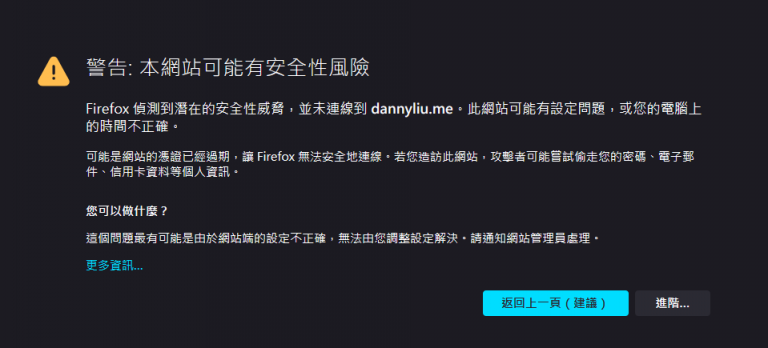 警告: 本網站可能有安全性風險
Firefox 偵測到潛在的安全性威脅，並未連線到 dannyliu.me。此網站可能有設定問題，或您的電腦上
的時間不正確。
可能是網站的憑證已經過期，讓 Firefox 無法安全地連線。若您造訪此網站，攻擊者可能嘗試偷走您的密碼、電子郵
件、信用卡資料等個人資訊。
您可以做什麼？
這個問題最有可能是由於網站端的設定不正確，無法由您調整設定解決。請通知網站管理員處理。
更多資訊…
返回上一頁（建議）
進階...